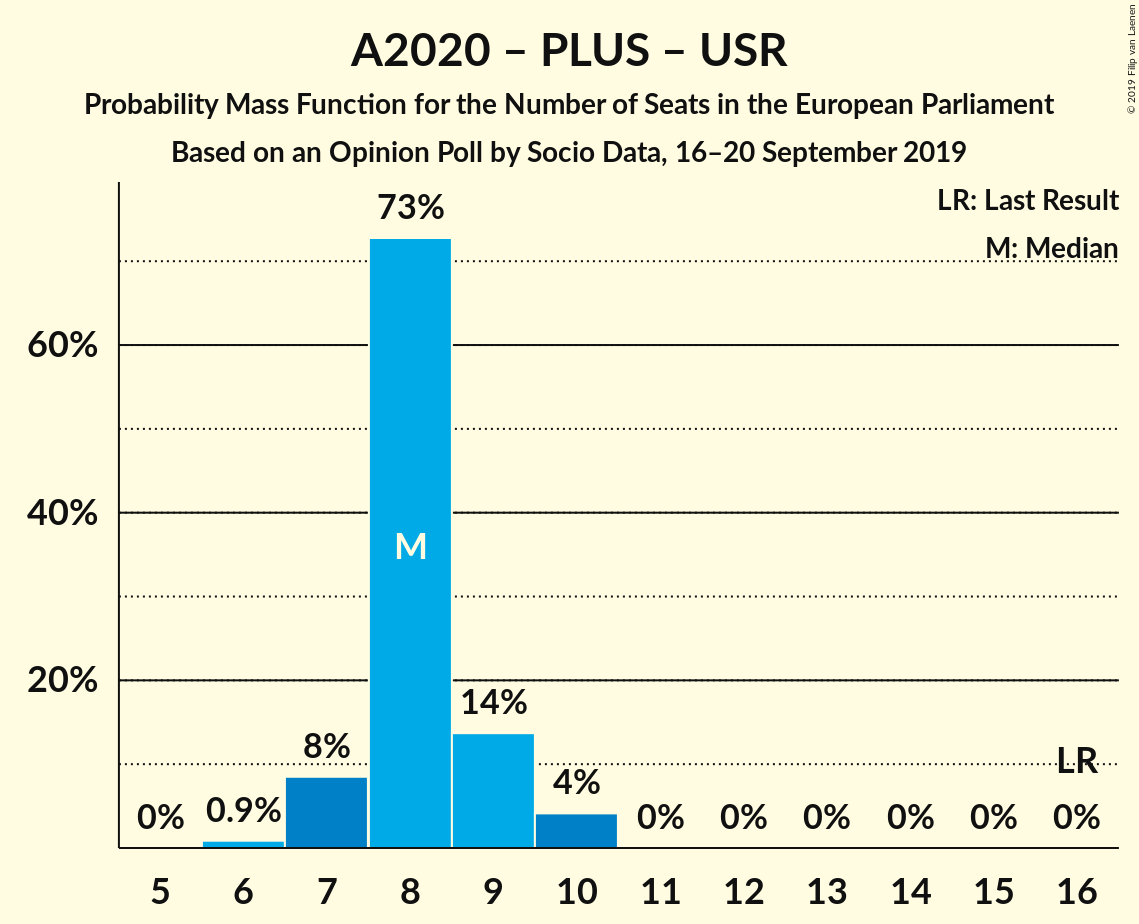 A2020 – PLUS – USR
Probability Mass Function for the Number of Seats in the European Parliament
Based on an Opinion Poll by Socio Data, 16–20 September 2019
© 2019 Filip van Laenen
LR: Last Result
M: Median
60%
40%
20%
0%
0.9%
8%
73%
M
14%
4%
0%
0%
0%
0%
0%
LR
0%
5 6 7 8 9 10 11 12 13 14 15 16